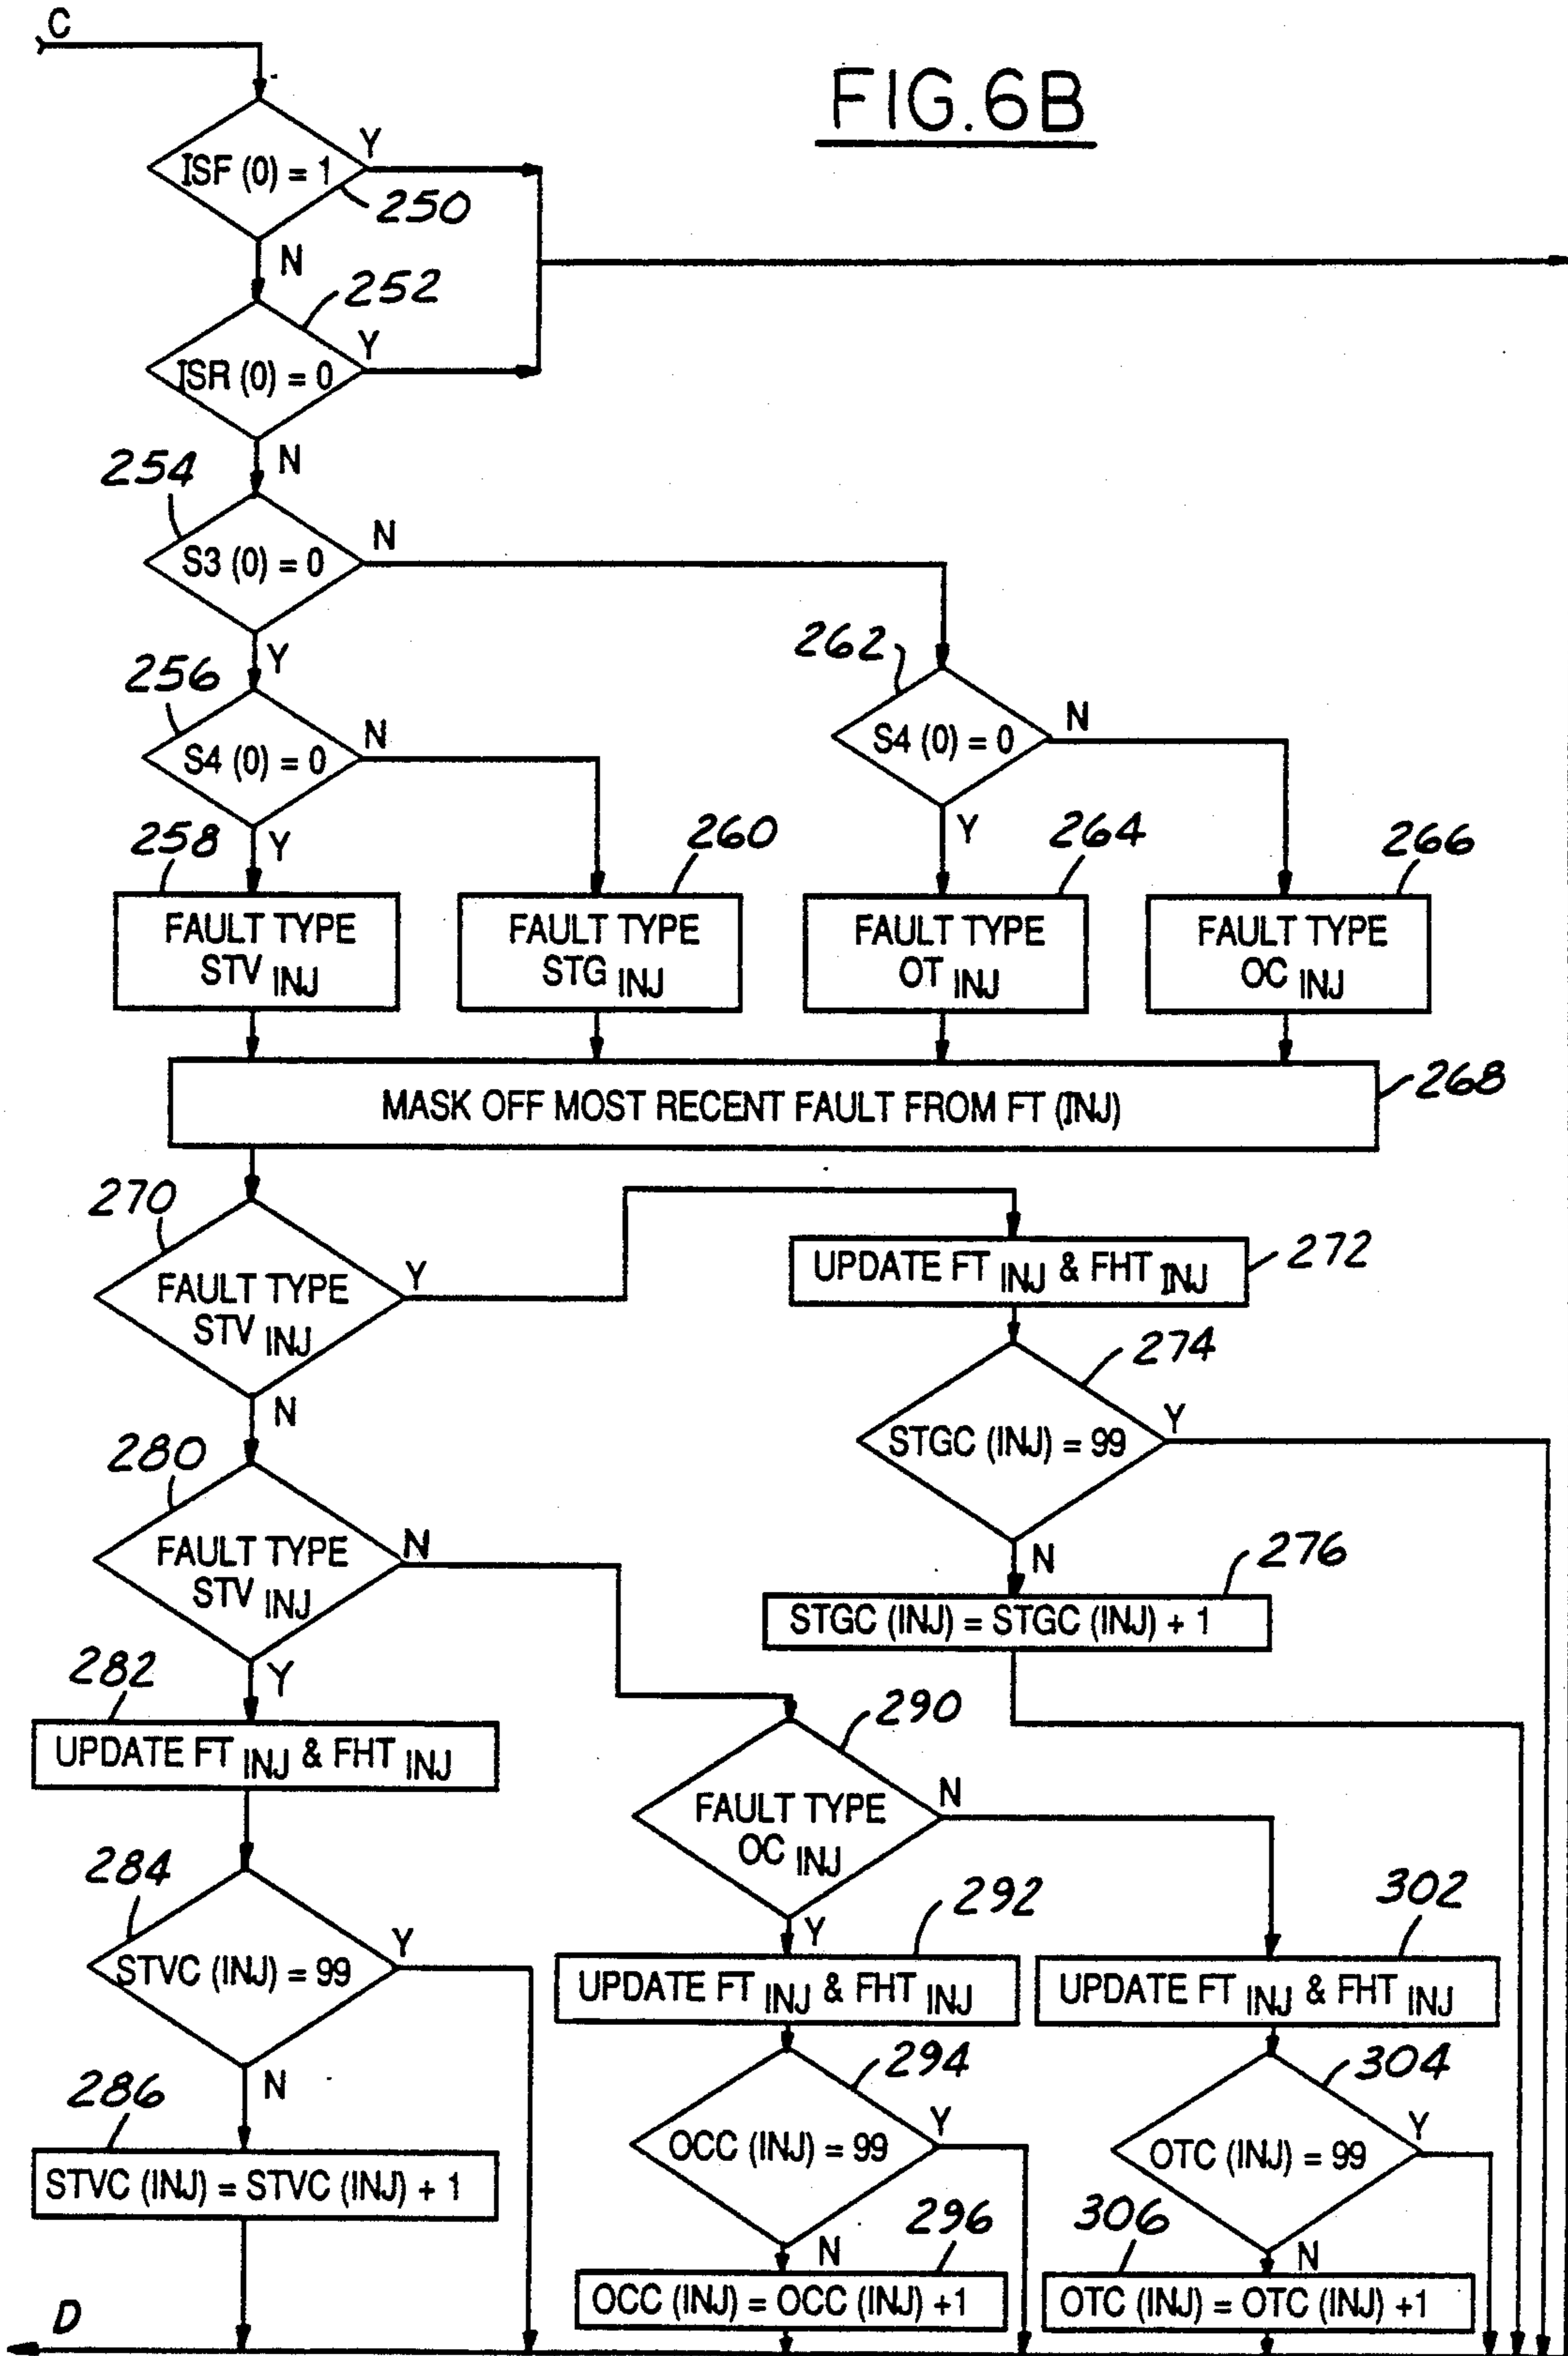 C
FIG.6B
ISF (0) = 1
Y
250
N
252
ISR (0) = 0
Y
N
254
S3 (0) = 0
N
Y
262
256
S4 (0) = 0
N
S4 (0) = 0
N
Y
Y
258
260
264
266
FAULT TYPE
STV INJ
FAULT TYPE
STG INJ
FAULT TYPE
OT INJ
FAULT TYPE
OC INJ
MASK OFF MOST RECENT FAULT FROM FT (INJ)
268
270
FAULT TYPE
STV INJ
Y
N
UPDATE FT INJ & FHT INJ
272
274
STGC (INJ) = 99
Y
N
276
STGC (INJ) = STGC (INJ) + 1
280
FAULT TYPE
STV INJ
N
Y
282
UPDATE FT INJ & FHT INJ
290
FAULT TYPE
OC INJ
N
Y
284
STVC (INJ) = 99
Y
N
292
UPDATE FT INJ & FHT INJ
302
UPDATE FT INJ & FHT INJ
294
OCC (INJ) = 99
Y
N
304
OTC (INJ) = 99
Y
N
286
STVC (INJ) = STVC (INJ) + 1
296
OCC (INJ) = OCC (INJ) +1
306
OTC (INJ) = OTC (INJ) +1
D